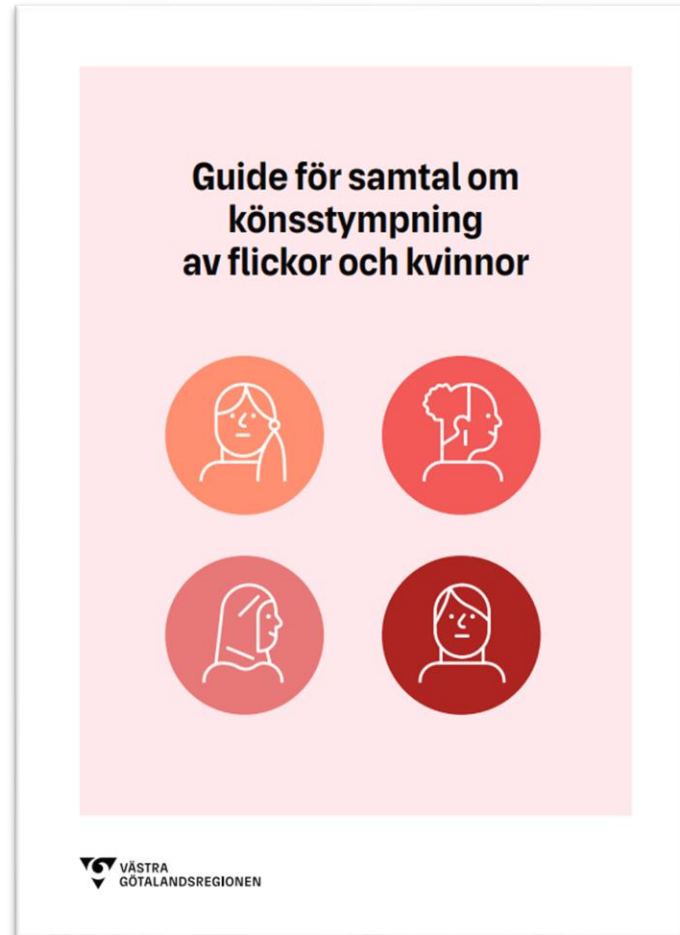 Guide för samtal om
könsstympning
av flickor och kvinnor
VÄSTRA
GÖTALANDSREGIONEN